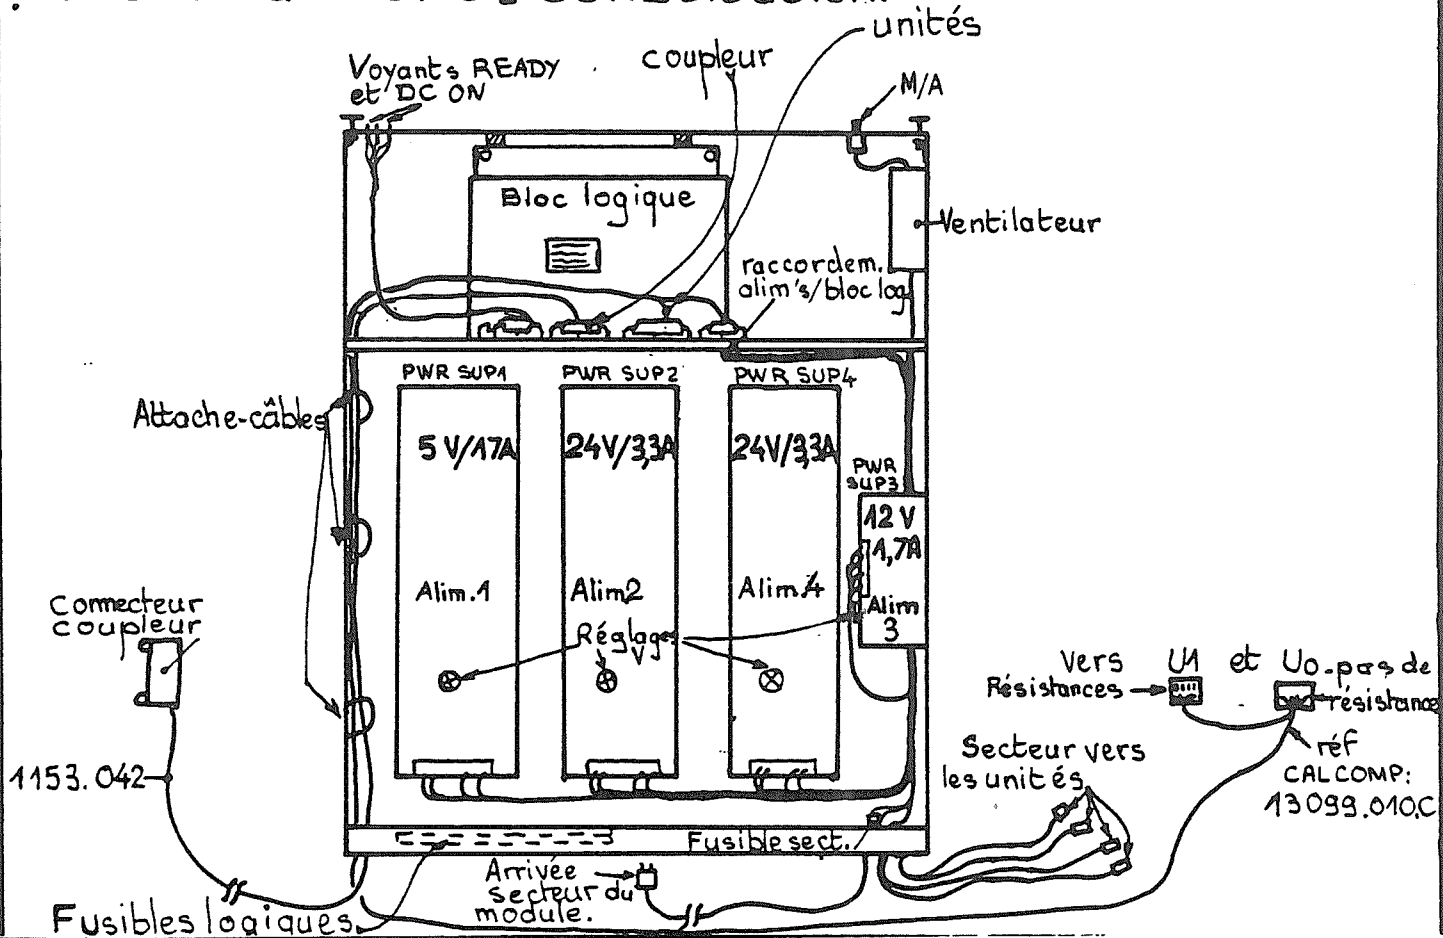 unités
coupleur
Voyants READY
et DC ON
M/A
Bloc logique
Ventilateur
raccordem.
alim's/bloc log
PWR SUP1
PWR SUP2
PWR SUP4
Attache-câbles
5V/17A
24V/3,3A
24V/3,3A
PWR
SUP3
12V
1,7A
Alim.1
Alim2
Alim.4
Alim
3
Connecteur
coupleur
Réglages
V
vers U1 et U0.pas de
Résistances
résistance
Secteur vers
les unités
réf
CALCOMP:
13099.010.C
1153.042
Fusible sect.
Arrivée
secteur du
module.
Fusibles logiques